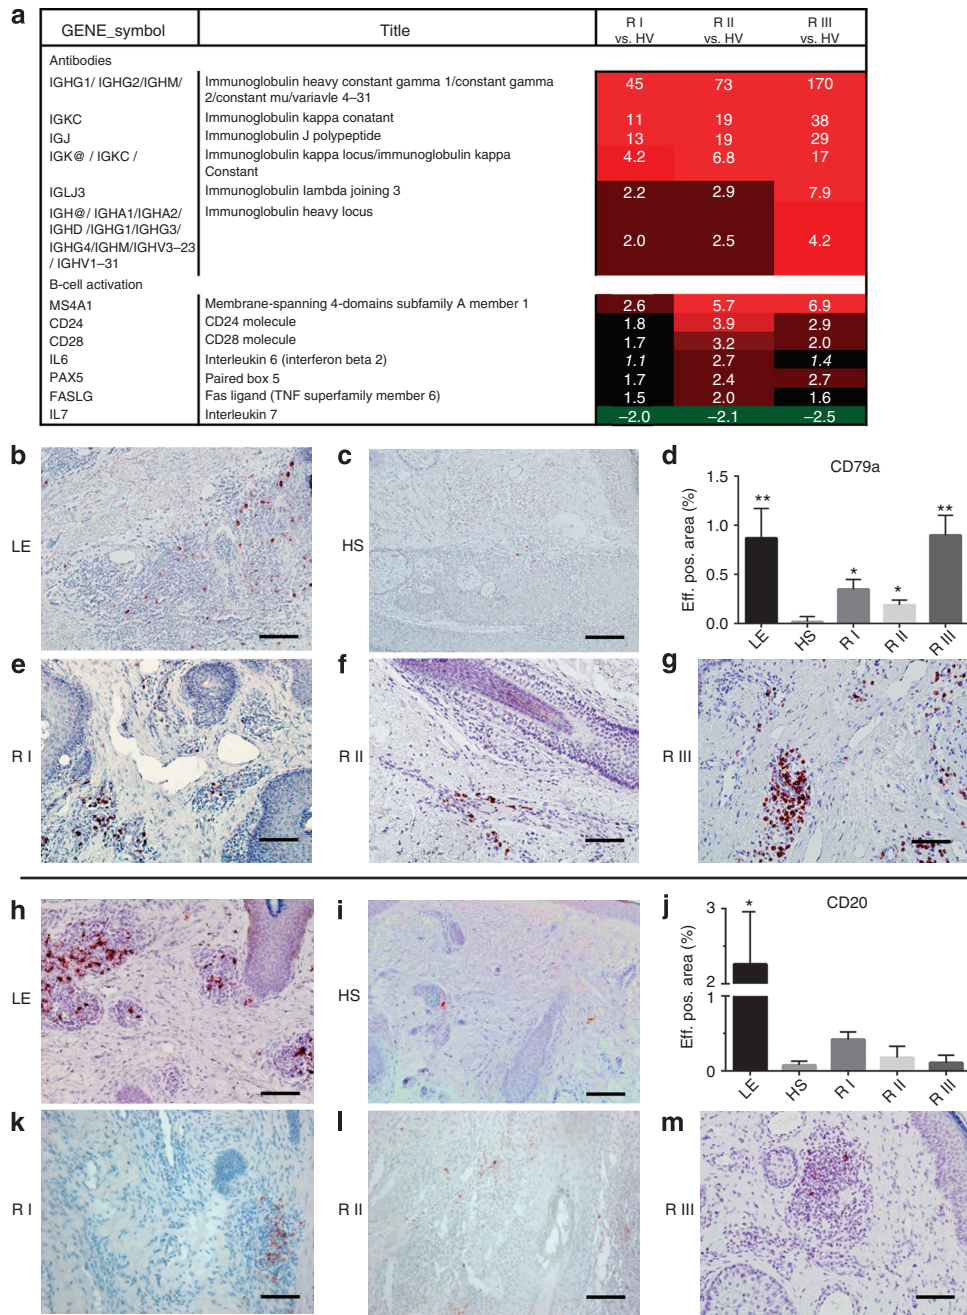 a
GENE_symbol Title R I vs. HV R II vs. HV R III vs. HV
Antibodies
IGHG1/ IGHG2/IGHM/ Immunoglobulin heavy constant gamma 1/constant gamma 45 73 170
2/constant mu/variavle 4–31
IGKC Immunoglobulin kappa conatant 11 19 38
IGJ Immunoglobulin J polypeptide 13 19 29
IGK@ / IGKC / Immunoglobulin kappa locus/immunoglobulin kappa 4.2 6.8 17
Constant
IGLJ3 Immunoglobulin lambda joining 3 2.2 2.9 7.9
IGH@/ IGHA1/IGHA2/ Immunoglobulin heavy locus
IGHD /IGHG1/IGHG3/
IGHG4/IGHM/IGHV3–23 2.0 2.5 4.2
/ IGHV1–31
B-cell activation
MS4A1 Membrane-spanning 4-domains subfamily A member 1 2.6 5.7 6.9
CD24 CD24 molecule 1.8 3.9 2.9
CD28 CD28 molecule 1.7 3.2 2.0
IL6 Interleukin 6 (interferon beta 2) 1.1 2.7 1.4
PAX5 Paired box 5 1.7 2.4 2.7
FASLG Fas ligand (TNF superfamily member 6) 1.5 2.0 1.6
IL7 Interleukin 7 –2.0 –2.1 –2.5
b
LE
c
HS
d
CD79a
Eff. pos. area (%)
1.5
1.0
0.5
0.0
**
*
*
**
LE HS R I R II R III
e
R I
f
R II
g
R III
h
LE
i
HS
j
CD20
Eff. pos. area (%)
3
2
1
0
*
LE HS R I R II R III
k
R I
l
R II
m
R III